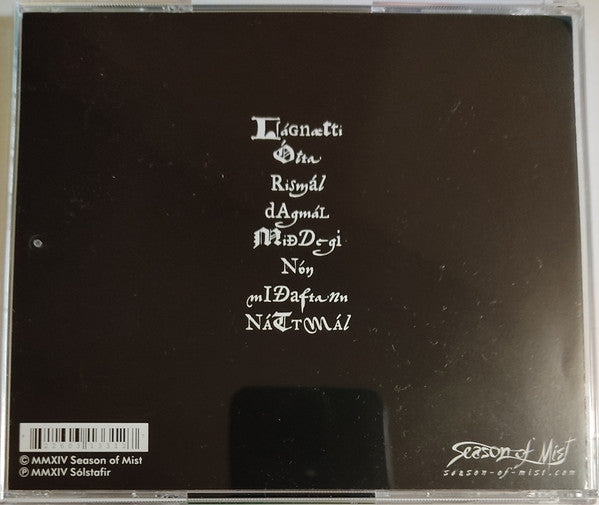 LáGnætti
Ótta
Rismál
dAgmáL
MiÐDegi
Nón
mIÐaftann
NáTTMál
© MMXIV Season of Mist
℗ MMXIV Sólstafir
Season of Mist
season-of-mist.com